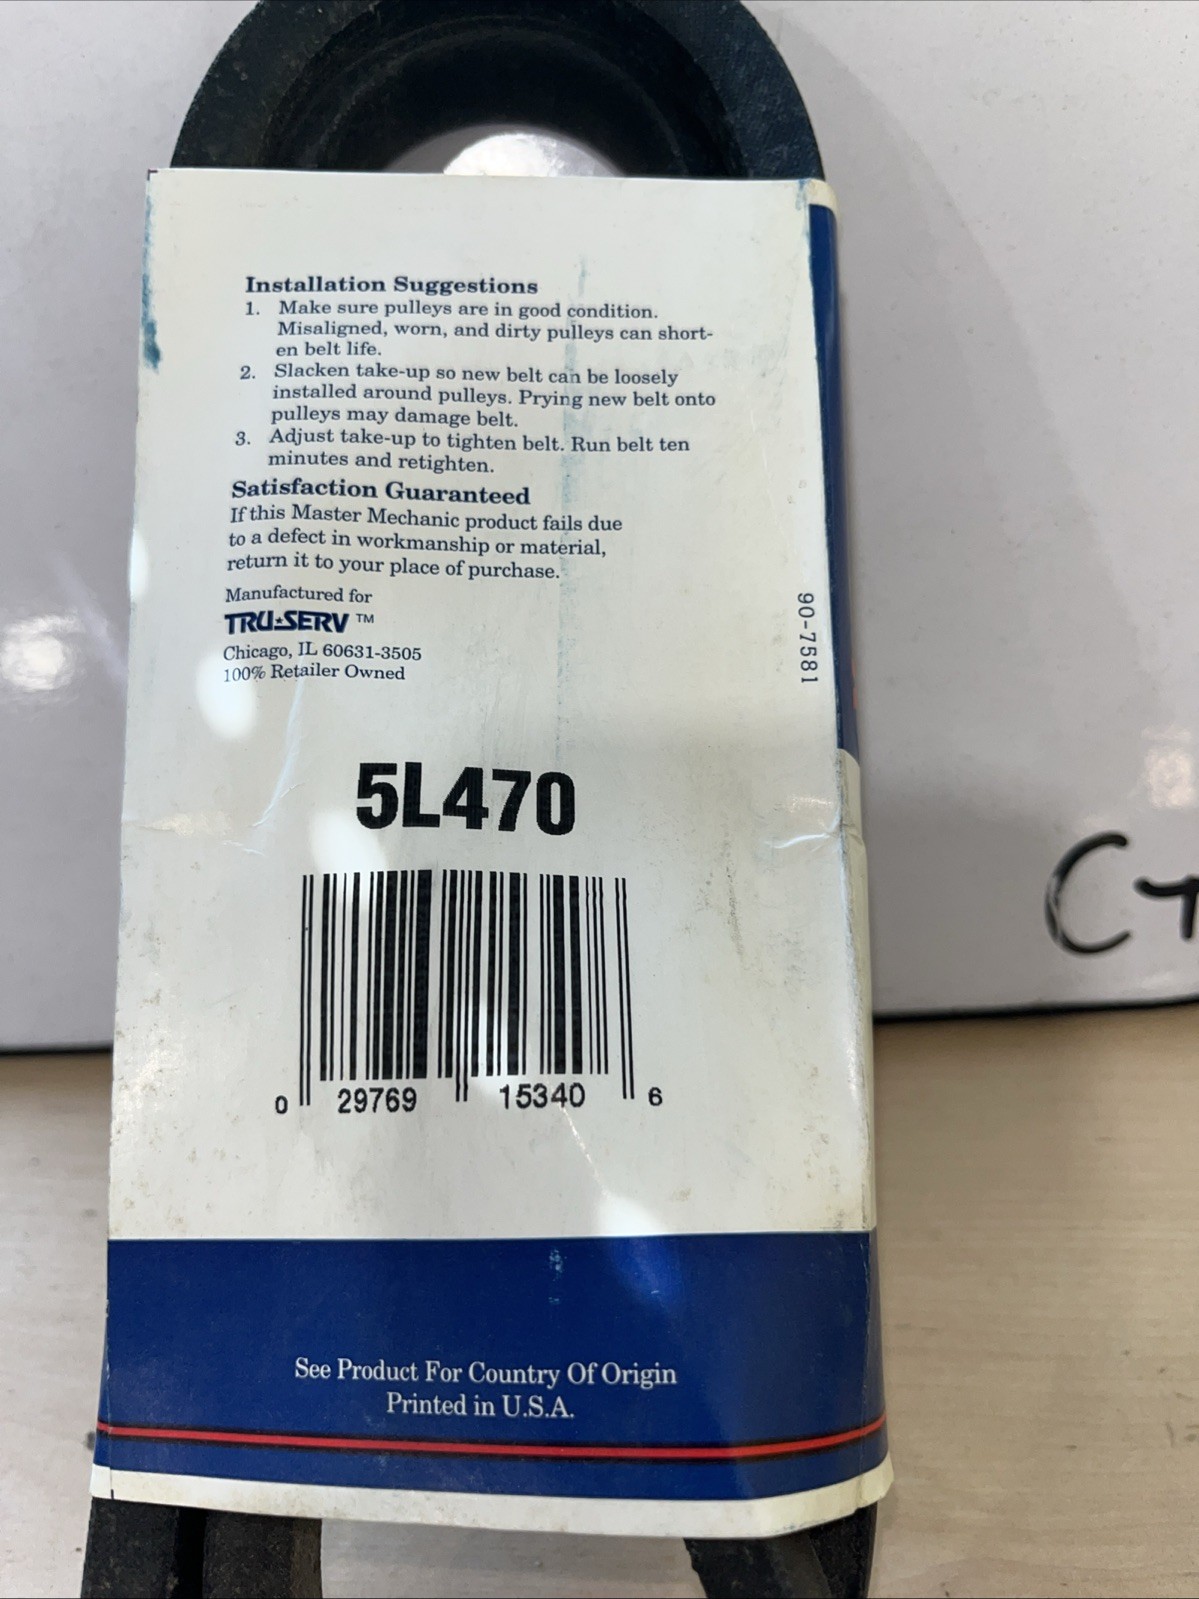 Installation Suggestions
1. Make sure pulleys are in good condition.
Misaligned, worn, and dirty pulleys can short-
en belt life.
2. Slacken take-up so new belt can be loosely
installed around pulleys. Prying new belt onto
pulleys may damage belt.
3. Adjust take-up to tighten belt. Run belt ten
minutes and retighten.
Satisfaction Guaranteed
If this Master Mechanic product fails due
to a defect in workmanship or material,
return it to your place of purchase.
Manufactured for
TRU★SERV™
Chicago, IL 60631-3505
100% Retailer Owned
90-7581
5L470
0 29769 15340 6
See Product For Country Of Origin
Printed in U.S.A.